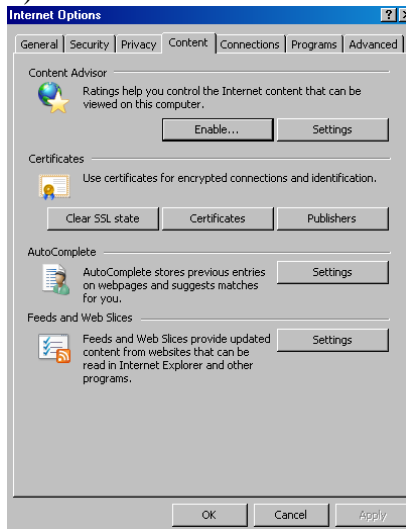 Internet Options
General Security Privacy Content Connections Programs Advanced
Content Advisor
Ratings help you control the Internet content that can be
viewed on this computer.
Enable... Settings
Certificates
Use certificates for encrypted connections and identification.
Clear SSL state Certificates Publishers
AutoComplete
AutoComplete stores previous entries
on webpages and suggests matches
for you.
Settings
Feeds and Web Slices
Feeds and Web Slices provide updated
content from websites that can be
read in Internet Explorer and other
programs.
Settings
OK Cancel Apply